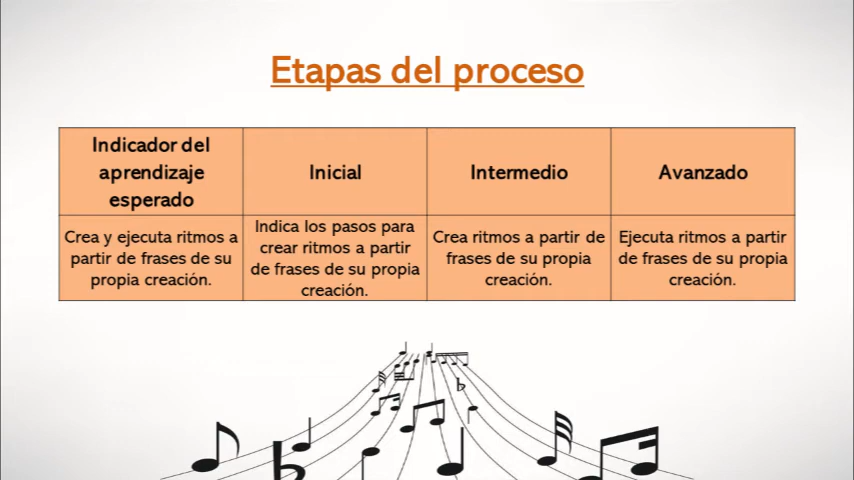 Etapas del proceso
Indicador del
aprendizaje
esperado
Inicial
Intermedio
Avanzado
Crea y ejecuta ritmos a
partir de frases de su
propia creación.
Indica los pasos para
crear ritmos a partir
de frases de su propia
creación.
Crea ritmos a partir de
frases de su propia
creación.
Ejecuta ritmos a partir
de frases de su propia
creación.